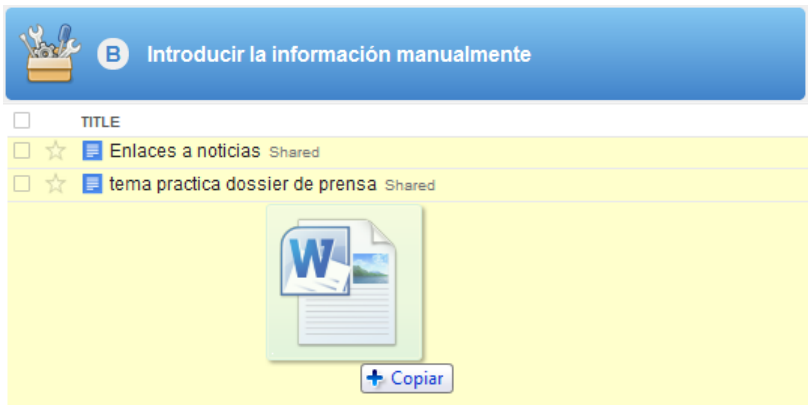 B Introducir la información manualmente
TITLE
Enlaces a noticias Shared
tema practica dossier de prensa Shared
W
Copiar